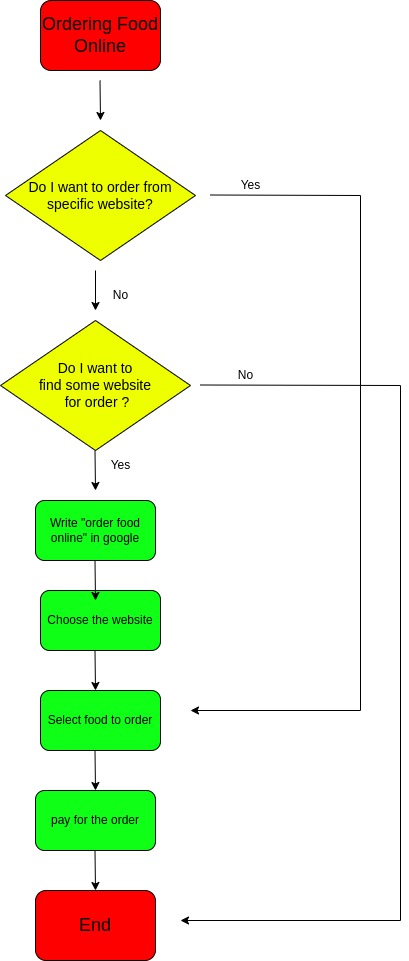 Ordering Food
Online
Do I want to order from
specific website?
Yes
No
Do I want to
find some website
for order ?
No
Yes
Write "order food
online" in google
Choose the website
Select food to order
pay for the order
End